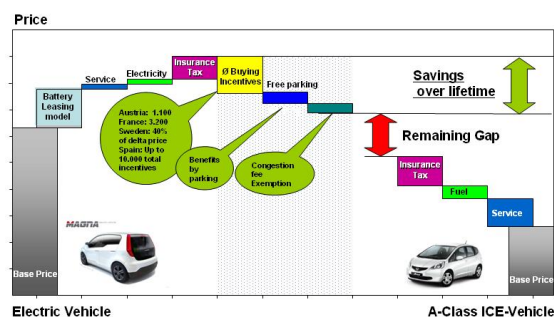 Price
Insurance
Tax
Electricity
Service
Battery
Leasing
model
Ø Buying
Incentives
Free parking
Savings
over lifetime
Austria: 1.100
France: 3.200
Sweden: 40%
of delta price
Spain: Up to
10.000 total
incentives
Benefits
by
parking
Congestion
fee
Exemption
Remaining Gap
Insurance
Tax
Fuel
Service
MAGNA
Base Price
Base Price
Electric Vehicle
A-Class ICE-Vehicle